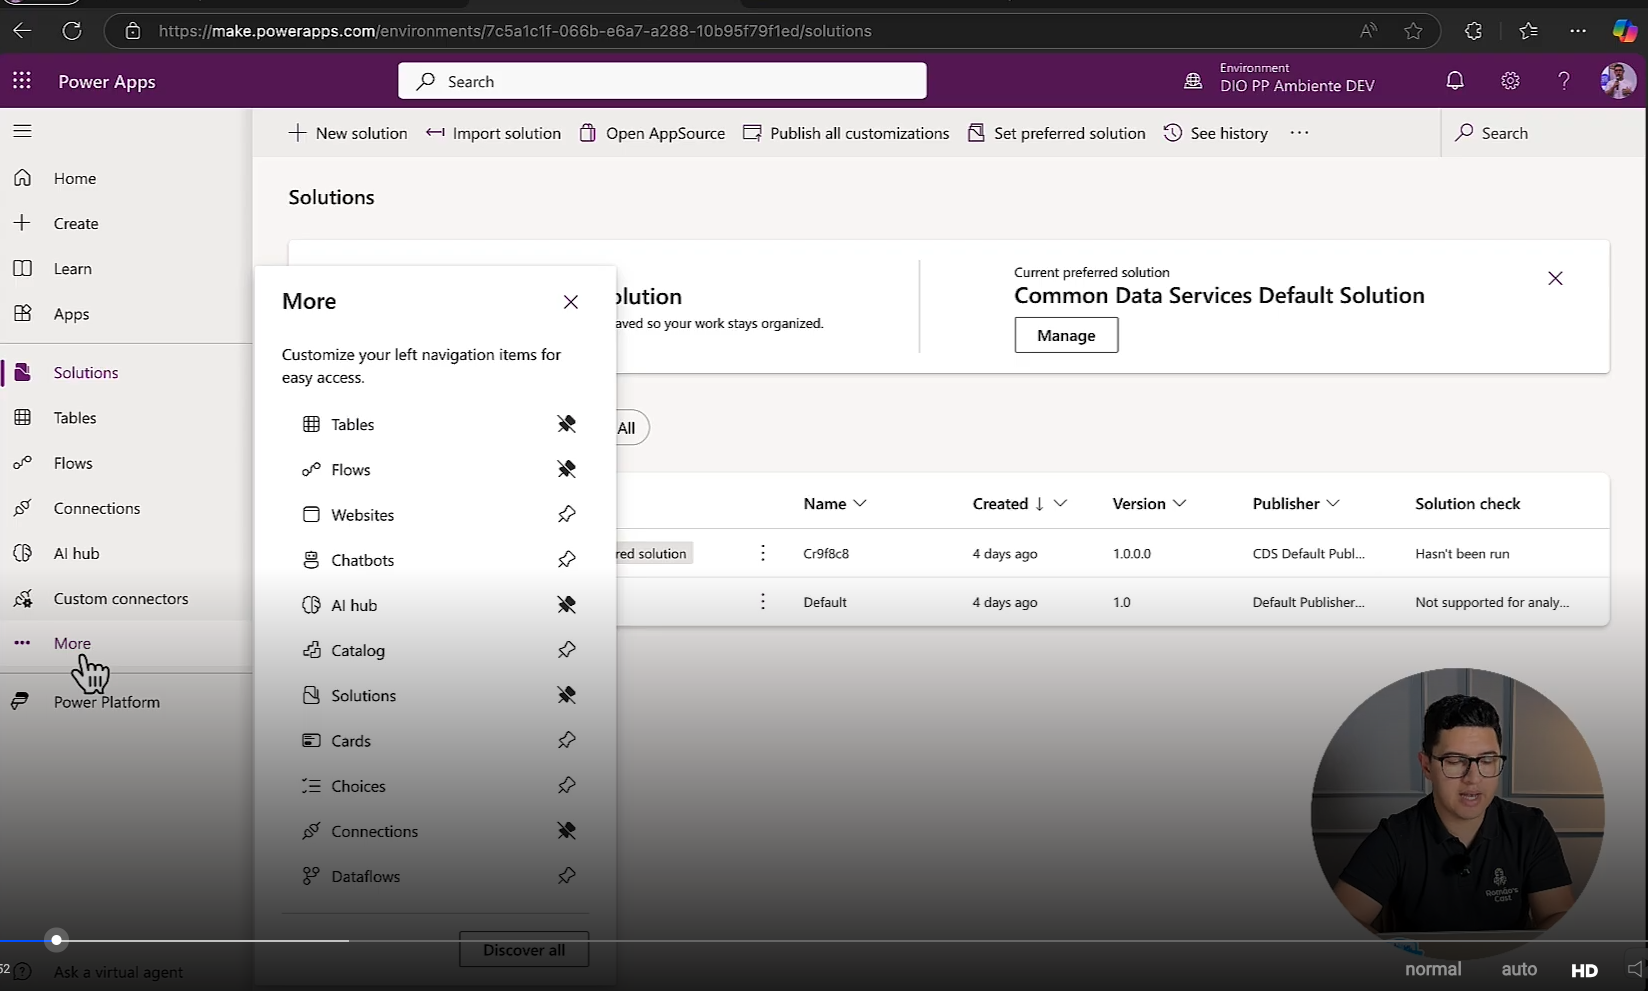 https://make.powerapps.com/environments/7c5a1c1f-066b-e6a7-a288-10b95f79f1ed/solutions
Power Apps
Search
Environment
DIO PP Ambiente DEV
New solution
Import solution
Open AppSource
Publish all customizations
Set preferred solution
See history
Search
Home
Create
Learn
Apps
Solutions
Tables
Flows
Connections
AI hub
Custom connectors
More
Power Platform
Ask a virtual agent
Solutions
olution
aved so your work stays organized.
Current preferred solution
Common Data Services Default Solution
Manage
All
More
Customize your left navigation items for
easy access.
Tables
Flows
Websites
Chatbots
AI hub
Catalog
Solutions
Cards
Choices
Connections
Dataflows
Discover all
Name Created Version Publisher Solution check
red solution Cr9f8c8 4 days ago 1.0.0.0 CDS Default Publ... Hasn't been run
Default 4 days ago 1.0 Default Publisher... Not supported for analy...
Romão's
Cast
52
normal auto HD